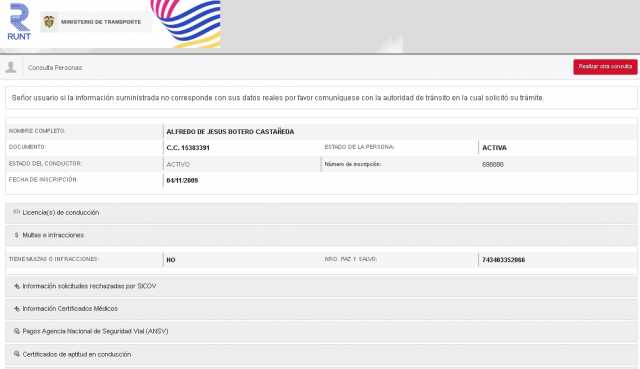 RUNT
MINISTERIO DE TRANSPORTE
Consulta Personas
Realizar otra consulta
Señor usuario si la información suministrada no corresponde con sus datos reales por favor comuníquese con la autoridad de tránsito en la cual solicitó su trámite.
NOMBRE COMPLETO: ALFREDO DE JESUS BOTERO CASTAÑEDA
DOCUMENTO: C.C. 15383391 ESTADO DE LA PERSONA: ACTIVA
ESTADO DEL CONDUCTOR: ACTIVO Número de inscripción:
FECHA DE INSCRIPCIÓN: 04/11/2009
Licencia(s) de conducción
Multas e infracciones
TIENE MULTAS O INFRACCIONES: NO NRO. PAZ Y SALVO: 743403352066
Información solicitudes rechazadas por SICOV
Información Certificados Médicos
Pagos Agencia Nacional de Seguridad Vial (ANSV)
Certificados de aptitud en conducción